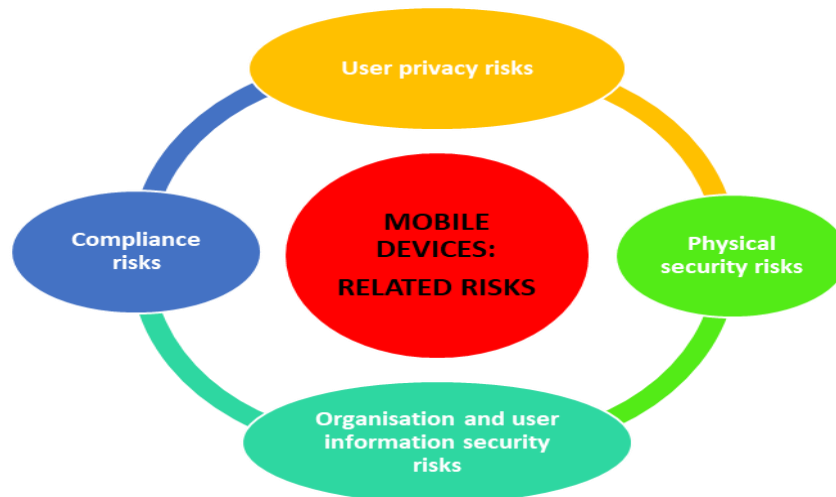 User privacy risks
MOBILE
DEVICES:
RELATED RISKS
Compliance
risks
Physical
security risks
Organisation and user
information security
risks